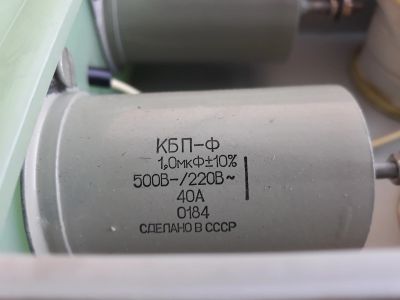 КБП-Ф
1,0мкФ±10%
500В-/220В~
40А
0184
СДЕЛАНО В СССР